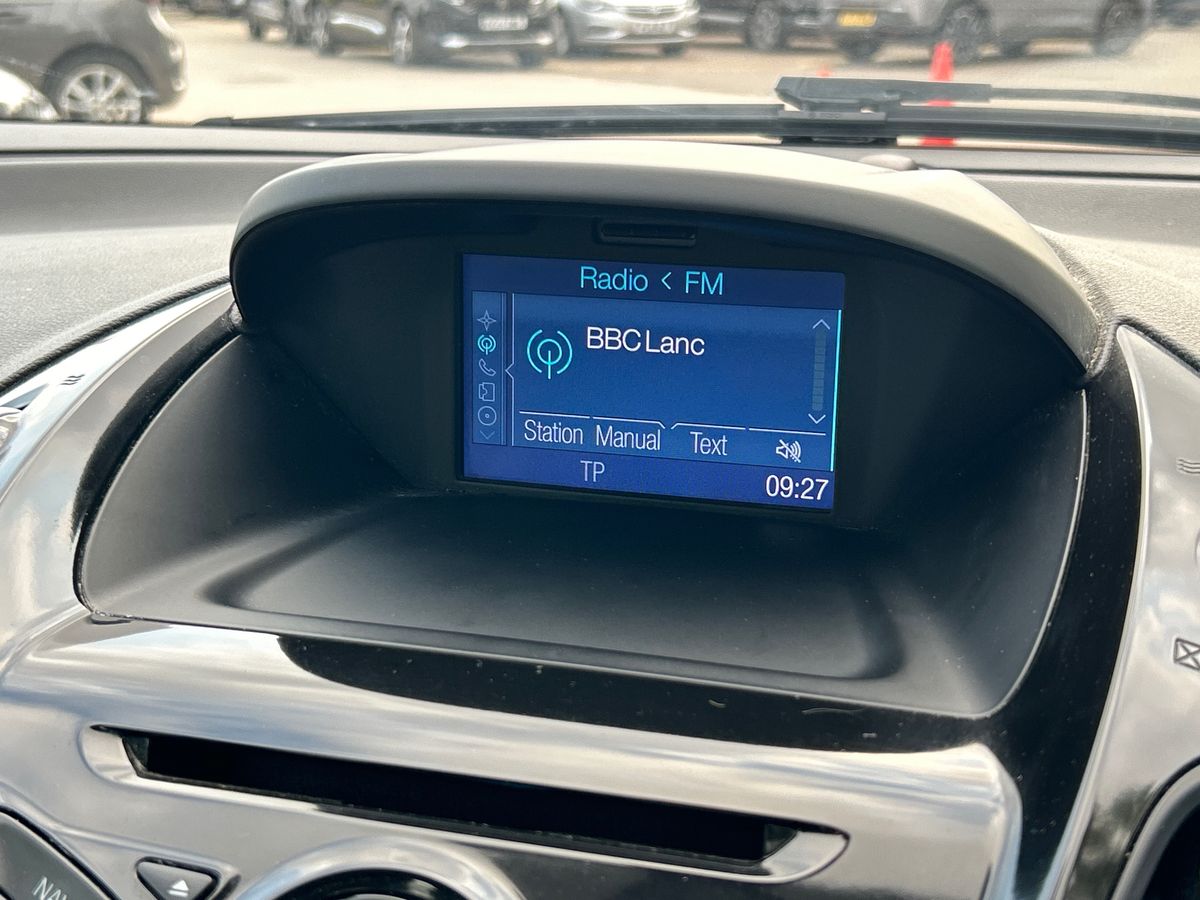 Radio < FM
BBC Lanc
Station Manual Text
TP
09:27